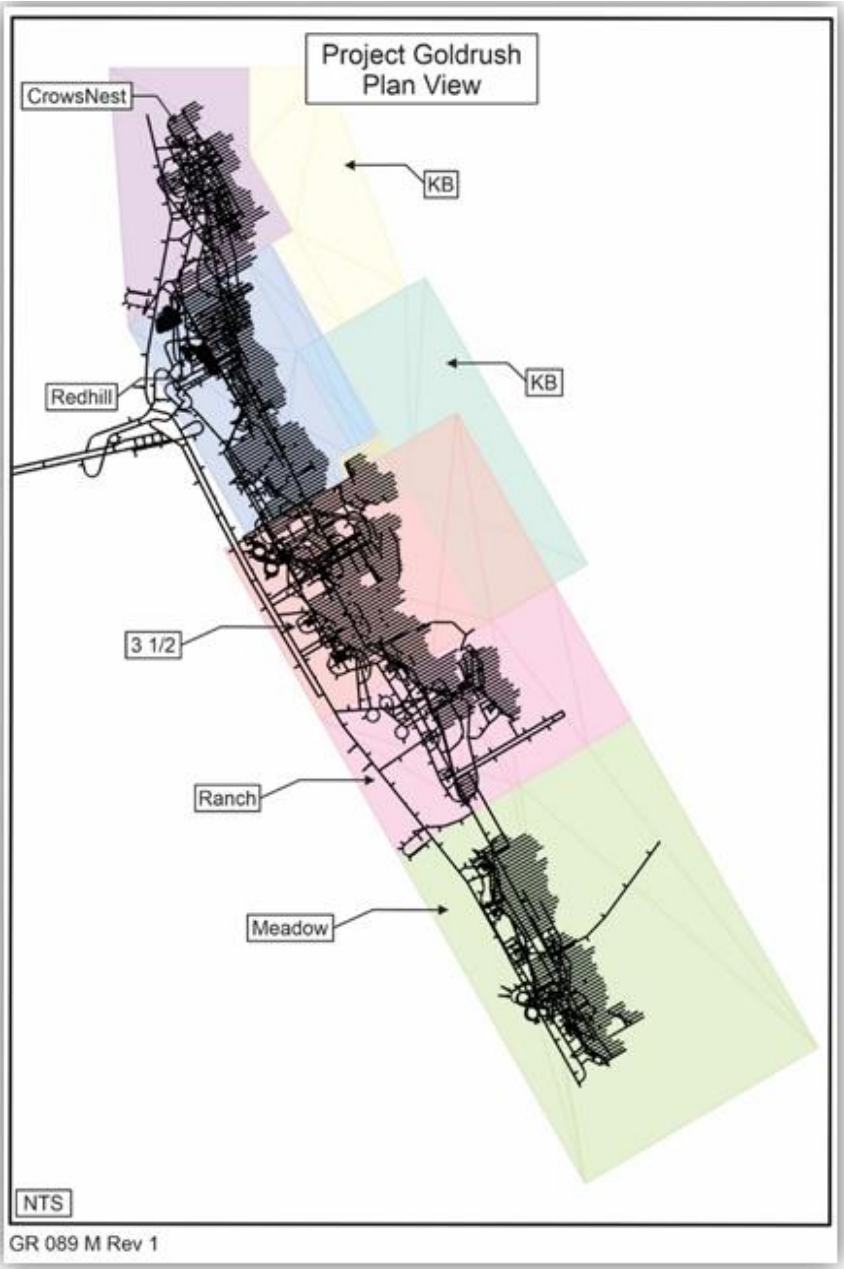 Project Goldrush
Plan View
CrowsNest
KB
KB
Redhill
3 1/2
Ranch
Meadow
NTS
GR 089 M Rev 1